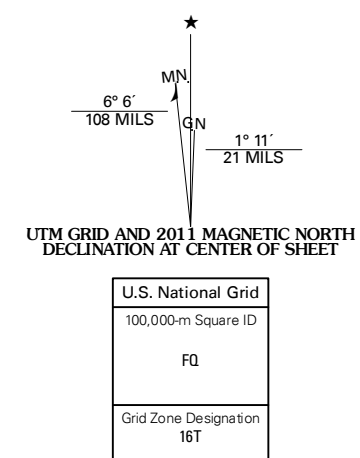 ★
MN
6° 6´
108 MILS
GN
1° 11´
21 MILS
UTM GRID AND 2011 MAGNETIC NORTH
DECLINATION AT CENTER OF SHEET
U.S. National Grid
100,000-m Square ID
FQ
Grid Zone Designation
16T